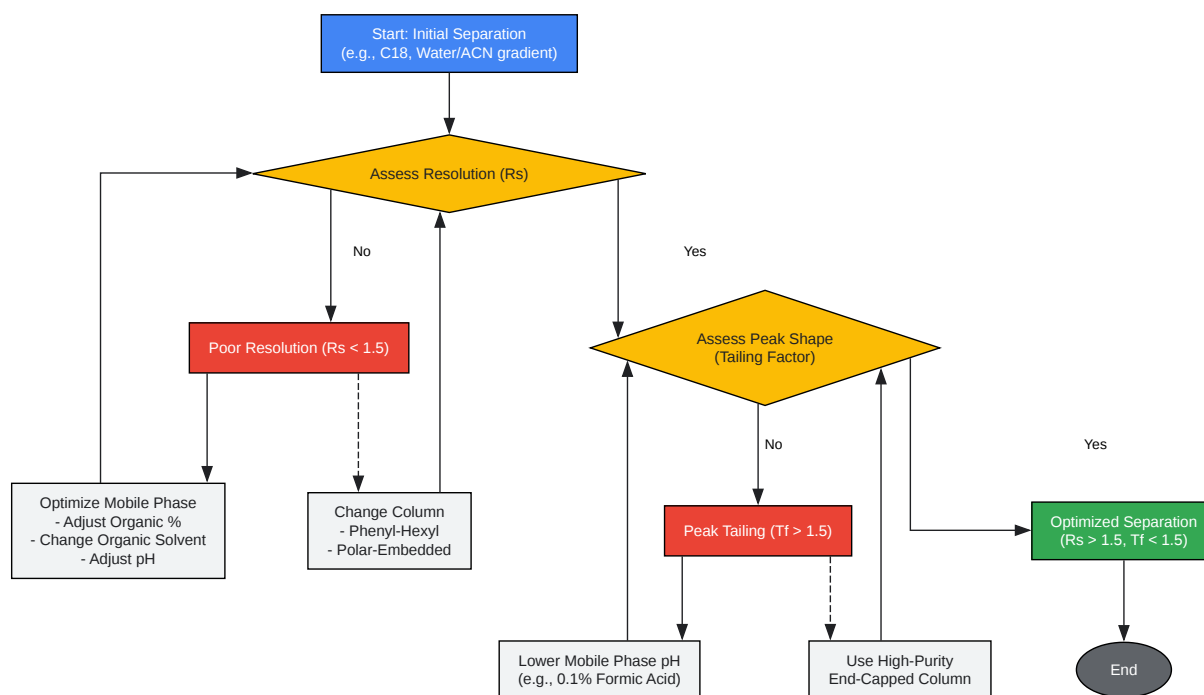 Start: Initial Separation
(e.g., C18, Water/ACN gradient)
Assess Resolution (Rs)
No
Yes
Poor Resolution (Rs < 1.5)
Assess Peak Shape
(Tailing Factor)
No
Yes
Optimize Mobile Phase
- Adjust Organic %
- Change Organic Solvent
- Adjust pH
Change Column
- Phenyl-Hexyl
- Polar-Embedded
Peak Tailing (Tf > 1.5)
Optimized Separation
(Rs > 1.5, Tf < 1.5)
Lower Mobile Phase pH
(e.g., 0.1% Formic Acid)
Use High-Purity
End-Capped Column
End